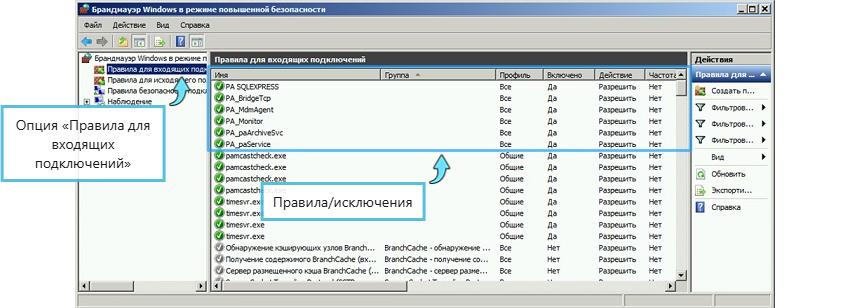 Брандмауэр Windows в режиме повышенной безопасности
Файл Действие Вид Справка
Брандмауэр Windows в режиме п
Правила для входящих подк
Правила для исходящего по
Правила безопасности подкл
Наблюдение
Опция «Правила для
входящих
подключений»
Правила для входящих подключений
Имя Группа Профиль Включено Действие Частота
PA SQLEXPRESS Все Да Разрешить Нет
PA_BridgeTcp Все Да Разрешить Нет
PA_MdmAgent Все Да Разрешить Нет
PA_Monitor Все Да Разрешить Нет
PA_paArchiveSvc Все Да Разрешить Нет
PA_paService Все Да Разрешить Нет
pamcastcheck.exe Общие Да Разрешить Нет
pamcastcheck.exe Общие Да Разрешить Нет
pamcastcheck.exe Общие Да Разрешить Нет
pamcastcheck.exe Общие Да Разрешить Нет
timesvr.exe Общие Да Разрешить Нет
timesvr.exe Общие Да Разрешить Нет
timesvr.exe Общие Да Разрешить Нет
timesvr.exe Общие Да Разрешить Нет
Обнаружение кэширующих узлов Branch... BranchCache - обнаружение ... Все Нет Разрешить Нет
Получение содержимого BranchCache (вх... BranchCache - получение со... Все Нет Разрешить Нет
Сервер размещенного кэша BranchCache (... BranchCache - сервер разме... Все Нет Разрешить Нет
Правила/исключения
Действия
Правила для ...
Создать п...
Фильтров...
Фильтров...
Фильтров...
Вид
Обновить
Экспорти...
Справка